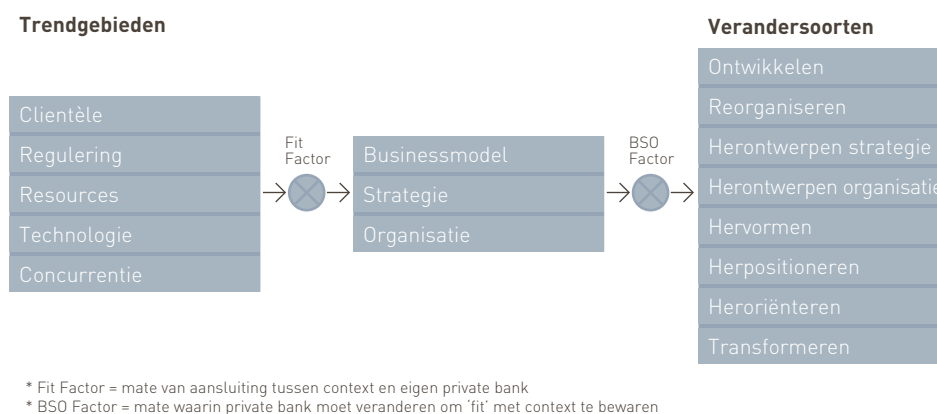 Trendgebieden
Clientèle
Regulering
Resources
Technologie
Concurrentie
Fit
Factor
Businessmodel
Strategie
Organisatie
BSO
Factor
Verandersoorten
Ontwikkelen
Reorganiseren
Herontwerpen strategie
Herontwerpen organisatie
Hervormen
Herpositioneren
Heroriënteren
Transformeren
* Fit Factor = mate van aansluiting tussen context en eigen private bank
* BSO Factor = mate waarin private bank moet veranderen om ‘fit’ met context te bewaren